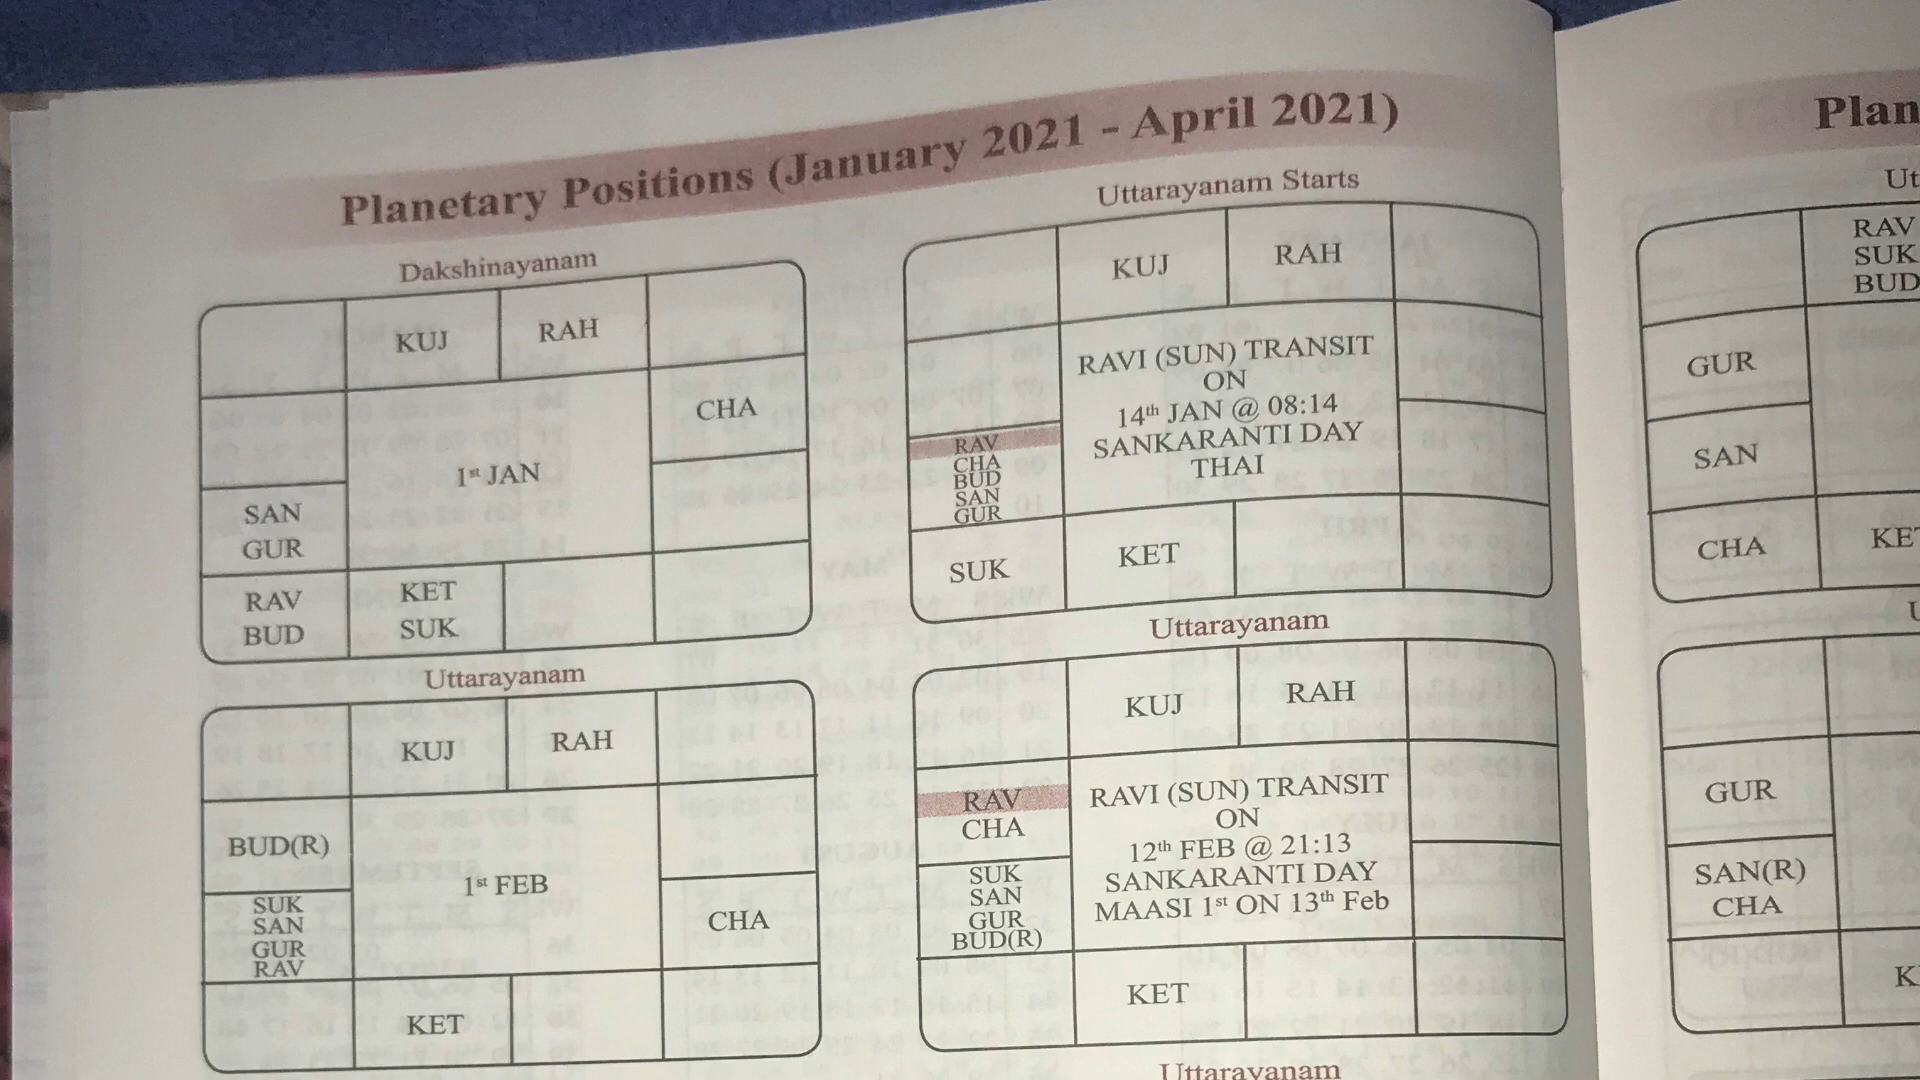 Planetary Positions (January 2021 - April 2021)
Dakshinayanam
KUJ
RAH
CHA
1st JAN
SAN
GUR
RAV
BUD
KET
SUK
Uttarayanam Starts
KUJ
RAH
RAVI (SUN) TRANSIT
ON
14th JAN @ 08:14
SANKARANTI DAY
THAI
RAV
CHA
BUD
SAN
GUR
SUK
KET
Uttarayanam
KUJ
RAH
BUD(R)
1st FEB
SUK
SAN
GUR
RAV
CHA
KET
Uttarayanam
KUJ
RAH
RAV
CHA
RAVI (SUN) TRANSIT
ON
12th FEB @ 21:13
SANKARANTI DAY
MAASI 1st ON 13th Feb
SUK
SAN
GUR
BUD(R)
KET
Uttarayanam
RAV
SUK
BUD
GUR
SAN
CHA
GUR
SAN(R)
CHA